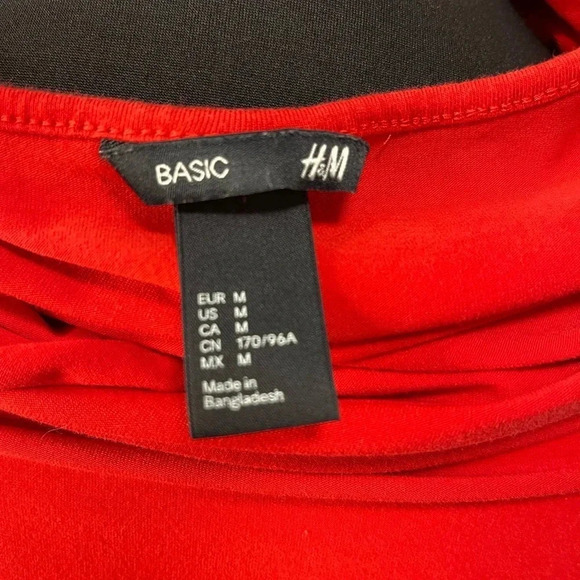 BASIC H&M
EUR M
US M
CA M
CN 170/96A
MX M
Made in
Bangladesh